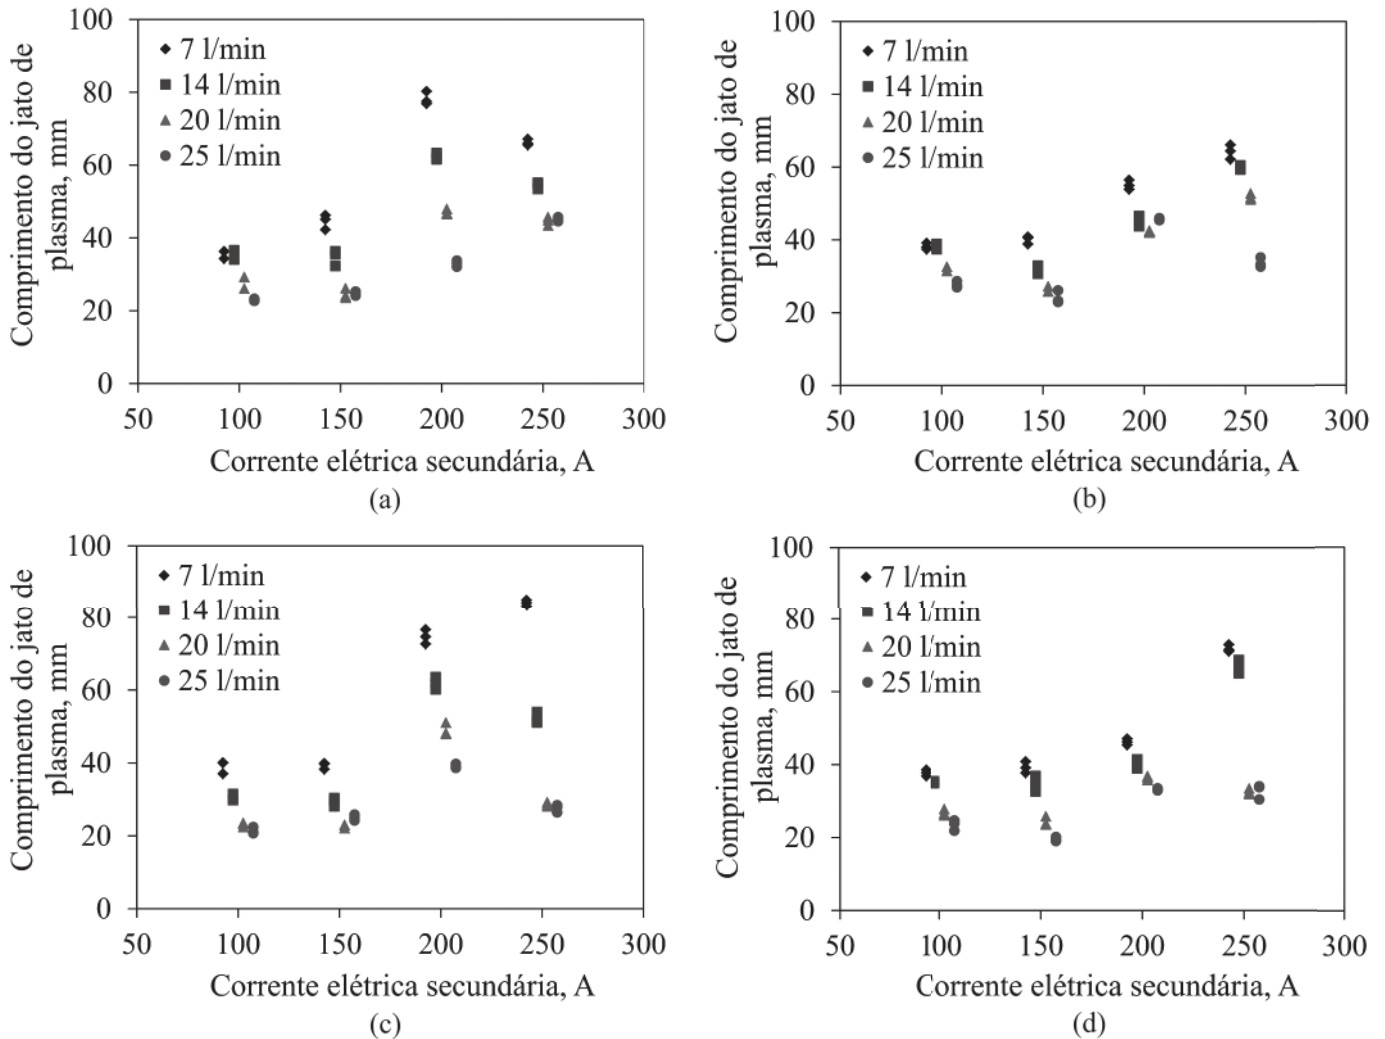 100
80
60
40
20
0
Comprimento do jato de
plasma, mm
7 l/min
14 l/min
20 l/min
25 l/min
50 100 150 200 250 300
Corrente elétrica secundária, A
(a)
100
80
60
40
20
0
Comprimento do jato de
plasma, mm
7 l/min
14 l/min
20 l/min
25 l/min
50 100 150 200 250 300
Corrente elétrica secundária, A
(b)
100
80
60
40
20
0
Comprimento do jato de
plasma, mm
7 l/min
14 l/min
20 l/min
25 l/min
50 100 150 200 250 300
Corrente elétrica secundária, A
(c)
100
80
60
40
20
0
Comprimento do jato de
plasma, mm
7 l/min
14 l/min
20 l/min
25 l/min
50 100 150 200 250 300
Corrente elétrica secundária, A
(d)